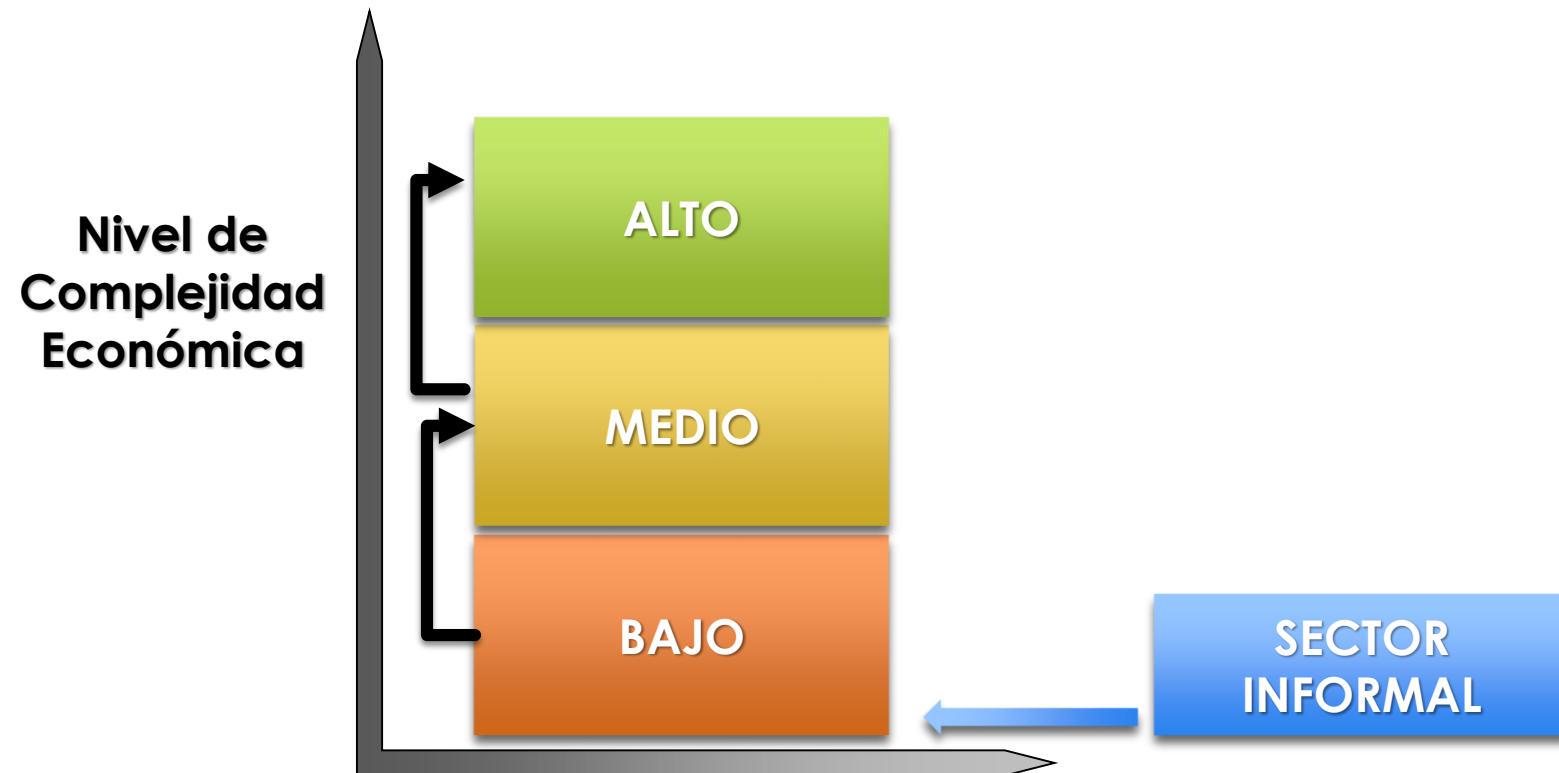 Nivel de
Complejidad
Económica
ALTO
MEDIO
BAJO
SECTOR
INFORMAL